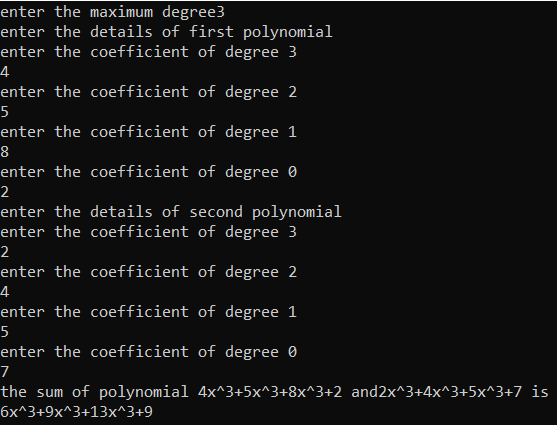 enter the maximum degree3
enter the details of first polynomial
enter the coefficient of degree 3
4
enter the coefficient of degree 2
5
enter the coefficient of degree 1
8
enter the coefficient of degree 0
2
enter the details of second polynomial
enter the coefficient of degree 3
2
enter the coefficient of degree 2
4
enter the coefficient of degree 1
5
enter the coefficient of degree 0
7
the sum of polynomial 4x^3+5x^3+8x^3+2 and2x^3+4x^3+5x^3+7 is
6x^3+9x^3+13x^3+9